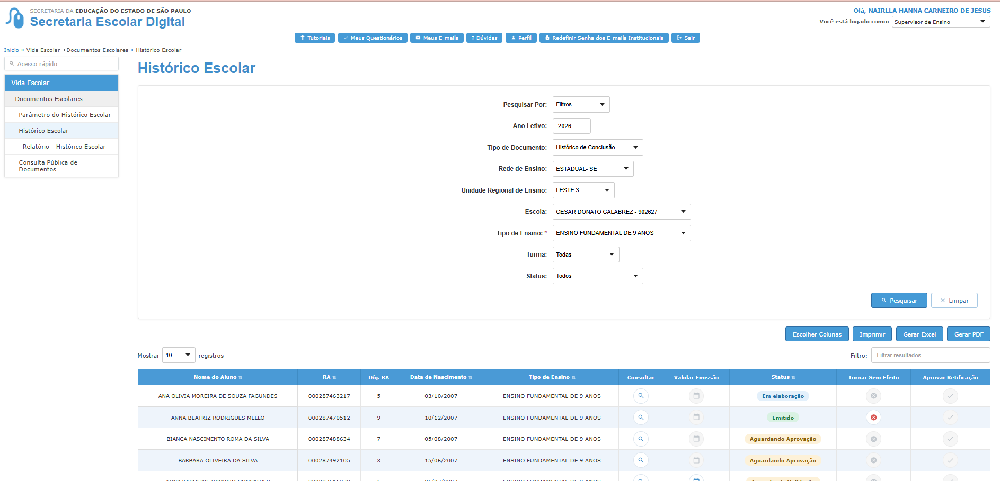 SECRETARIA DA EDUCAÇÃO DO ESTADO DE SÃO PAULO
Secretaria Escolar Digital
Olá, NAIRLLA HANNA CARNEIRO DE JESUS
Você está logado como: Supervisor de Ensino
Tutoriais Meus Questionários Meus E-mails ? Dúvidas Perfil Redefinir Senha dos E-mails Institucionais Sair
Início » Vida Escolar >Documentos Escolares » Histórico Escolar
Acesso rápido
Vida Escolar
Documentos Escolares
Parâmetro do Histórico Escolar
Histórico Escolar
Relatório - Histórico Escolar
Consulta Pública de
Documentos
Histórico Escolar
Pesquisar Por: Filtros
Ano Letivo: 2026
Tipo de Documento: Histórico de Conclusão
Rede de Ensino: ESTADUAL- SE
Unidade Regional de Ensino: LESTE 3
Escola: CESAR DONATO CALABREZ - 902627
Tipo de Ensino: * ENSINO FUNDAMENTAL DE 9 ANOS
Turma: Todas
Status: Todos
Pesquisar Limpar
Escolher Colunas Imprimir Gerar Excel Gerar PDF
Mostrar 10 registros Filtro: Filtrar resultados
Nome do Aluno RA Díg. RA Data de Nascimento Tipo de Ensino Consultar Validar Emissão Status Tornar Sem Efeito Aprovar Retificação
ANA OLIVIA MOREIRA DE SOUZA FAGUNDES 000287463217 5 03/10/2007 ENSINO FUNDAMENTAL DE 9 ANOS Em elaboração
ANNA BEATRIZ RODRIGUES MELLO 000287470512 9 10/12/2007 ENSINO FUNDAMENTAL DE 9 ANOS Emitido
BIANCA NASCIMENTO ROMA DA SILVA 000287488634 7 05/08/2007 ENSINO FUNDAMENTAL DE 9 ANOS Aguardando Aprovação
BARBARA OLIVEIRA DA SILVA 000287492105 3 15/06/2007 ENSINO FUNDAMENTAL DE 9 ANOS Aguardando Aprovação